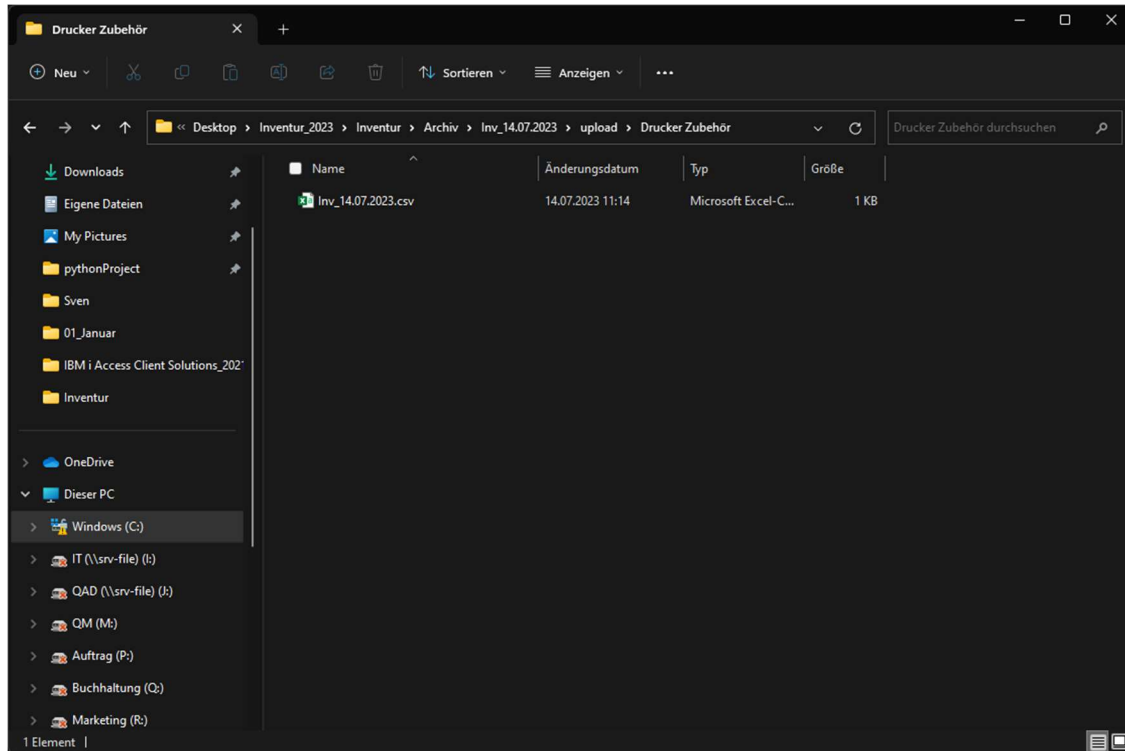 Drucker Zubehör
Neu
Sortieren
Anzeigen
« Desktop > Inventur_2023 > Inventur > Archiv > Inv_14.07.2023 > upload > Drucker Zubehör
Drucker Zubehör durchsuchen
Name Änderungsdatum Typ Größe
Inv_14.07.2023.csv 14.07.2023 11:14 Microsoft Excel-C... 1 KB
Downloads
Eigene Dateien
My Pictures
pythonProject
Sven
01_Januar
IBM i Access Client Solutions_202
Inventur
OneDrive
Dieser PC
Windows (C:)
IT (\\srv-file) (I:)
QAD (\\srv-file) (J:)
QM (M:)
Auftrag (P:)
Buchhaltung (Q:)
Marketing (R:)
1 Element